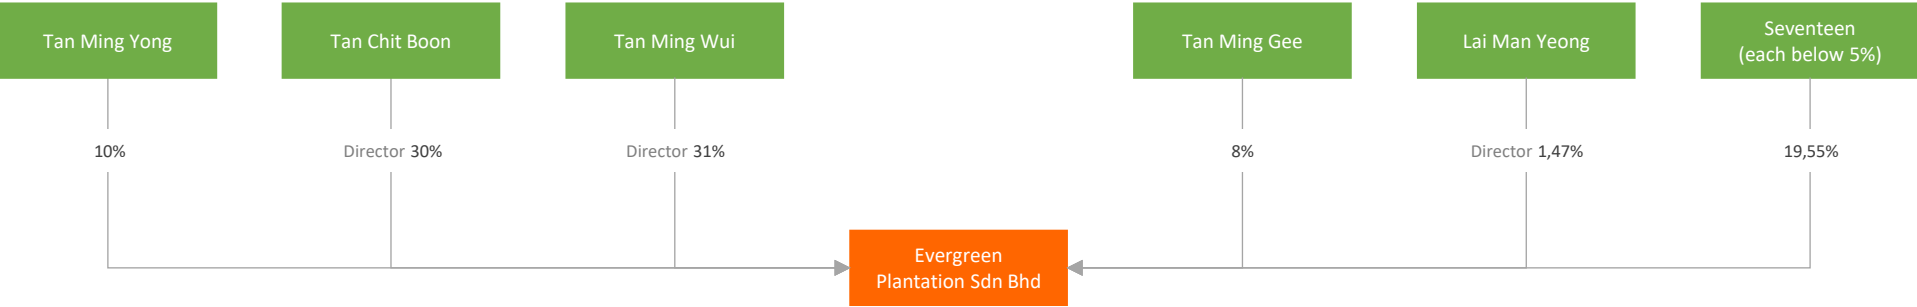 Tan Ming Yong
Tan Chit Boon
Tan Ming Wui
Tan Ming Gee
Lai Man Yeong
Seventeen
(each below 5%)
10%
Director 30%
Director 31%
8%
Director 1,47%
19,55%
Evergreen
Plantation Sdn Bhd